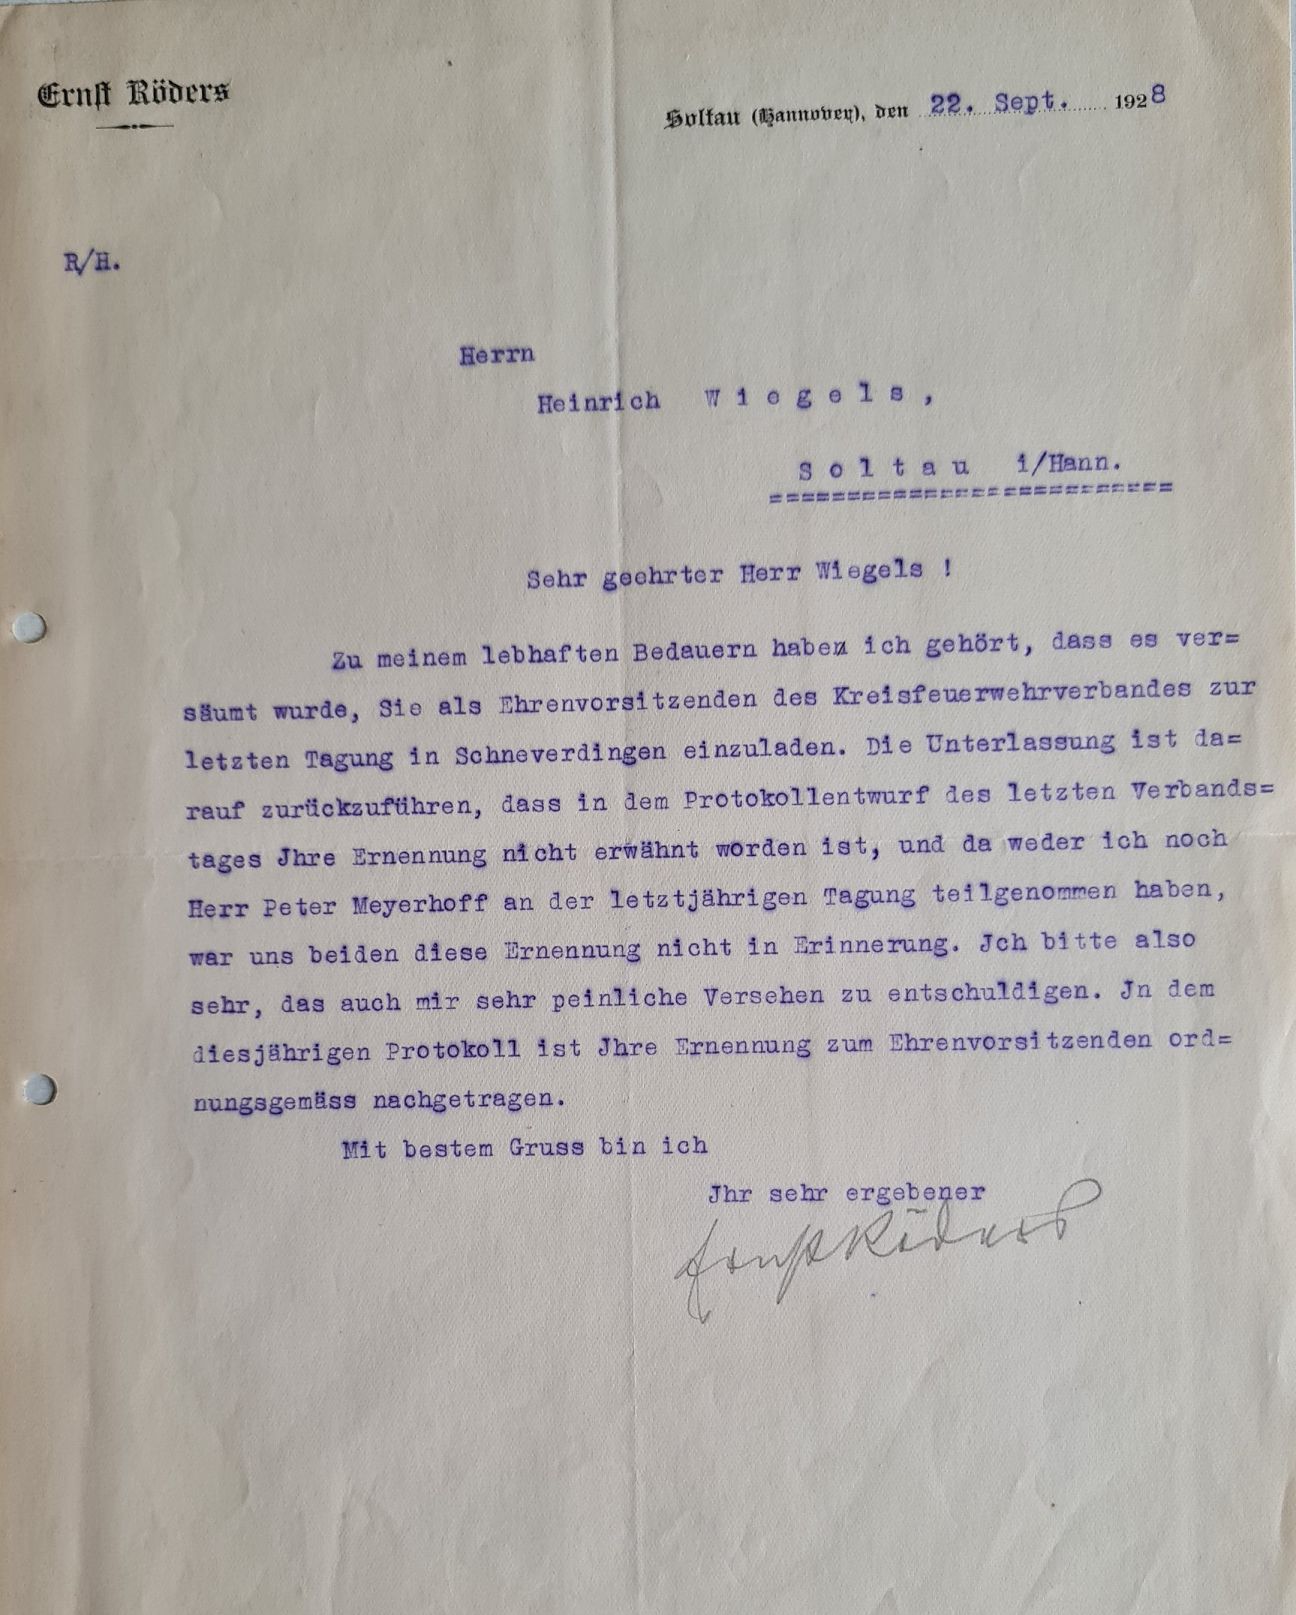 Ernst Röders
Soltau (Hannover), den 22. Sept. 1928
R/H.
Herrn
Heinrich W i e g e l s ,
S o l t a u i/Hann.
==========================
Sehr geehrter Herr Wiegels !
Zu meinem lebhaften Bedauern haben ich gehört, dass es ver=
säumt wurde, Sie als Ehrenvorsitzenden des Kreisfeuerwehrverbandes zur
letzten Tagung in Schneverdingen einzuladen. Die Unterlassung ist da=
rauf zurückzuführen, dass in dem Protokollentwurf des letzten Verbands=
tages Jhre Ernennung nicht erwähnt worden ist, und da weder ich noch
Herr Peter Meyerhoff an der letztjährigen Tagung teilgenommen haben,
war uns beiden diese Ernennung nicht in Erinnerung. Jch bitte also
sehr, das auch mir sehr peinliche Versehen zu entschuldigen. Jn dem
diesjährigen Protokoll ist Jhre Ernennung zum Ehrenvorsitzenden ord=
nungsgemäss nachgetragen.
Mit bestem Gruss bin ich
Jhr sehr ergebener
Ernst Röders